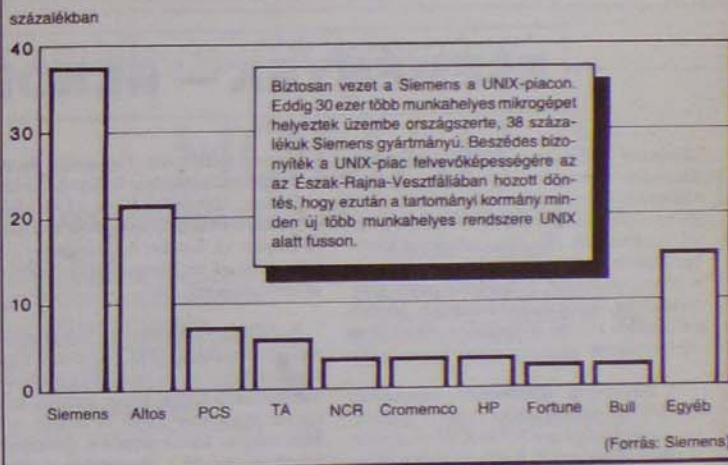 százalékban
40
30
20
10
0
Biztosan vezet a Siemens a UNIX-piacon.
Eddig 30 ezer több munkahelyes mikrogépet
helyeztek üzembe országszerte, 38 száza-
lékuk Siemens gyártmányú. Beszédes bizo-
nyíték a UNIX-piac felvevőképességére az
az Észak-Rajna-Vesztfáliában hozott dön-
tés, hogy ezután a tartományi kormány min-
den új több munkahelyes rendszere UNIX
alatt fusson.
Siemens Altos PCS TA NCR Cromemco HP Fortune Bull Egyéb
(Forrás: Siemens)